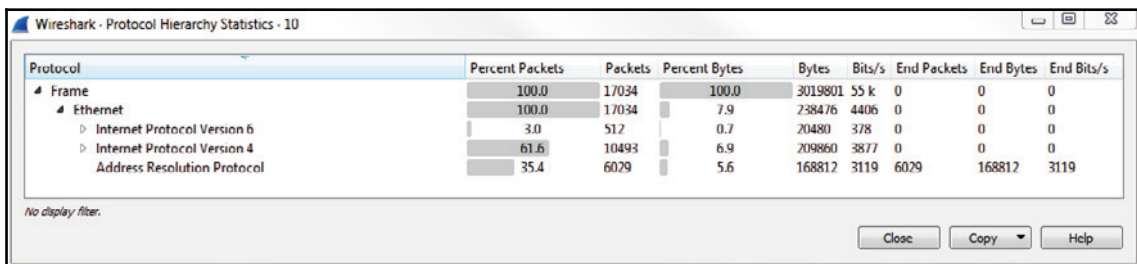 Wireshark · Protocol Hierarchy Statistics · 10
Protocol Percent Packets Packets Percent Bytes Bytes Bits/s End Packets End Bytes End Bits/s
Frame 100.0 17034 100.0 3019801 55 k 0 0 0
Ethernet 100.0 17034 7.9 238476 4406 0 0 0
Internet Protocol Version 6 3.0 512 0.7 20480 378 0 0 0
Internet Protocol Version 4 61.6 10493 6.9 209860 3877 0 0 0
Address Resolution Protocol 35.4 6029 5.6 168812 3119 6029 168812 3119
No display filter.
Close Copy Help